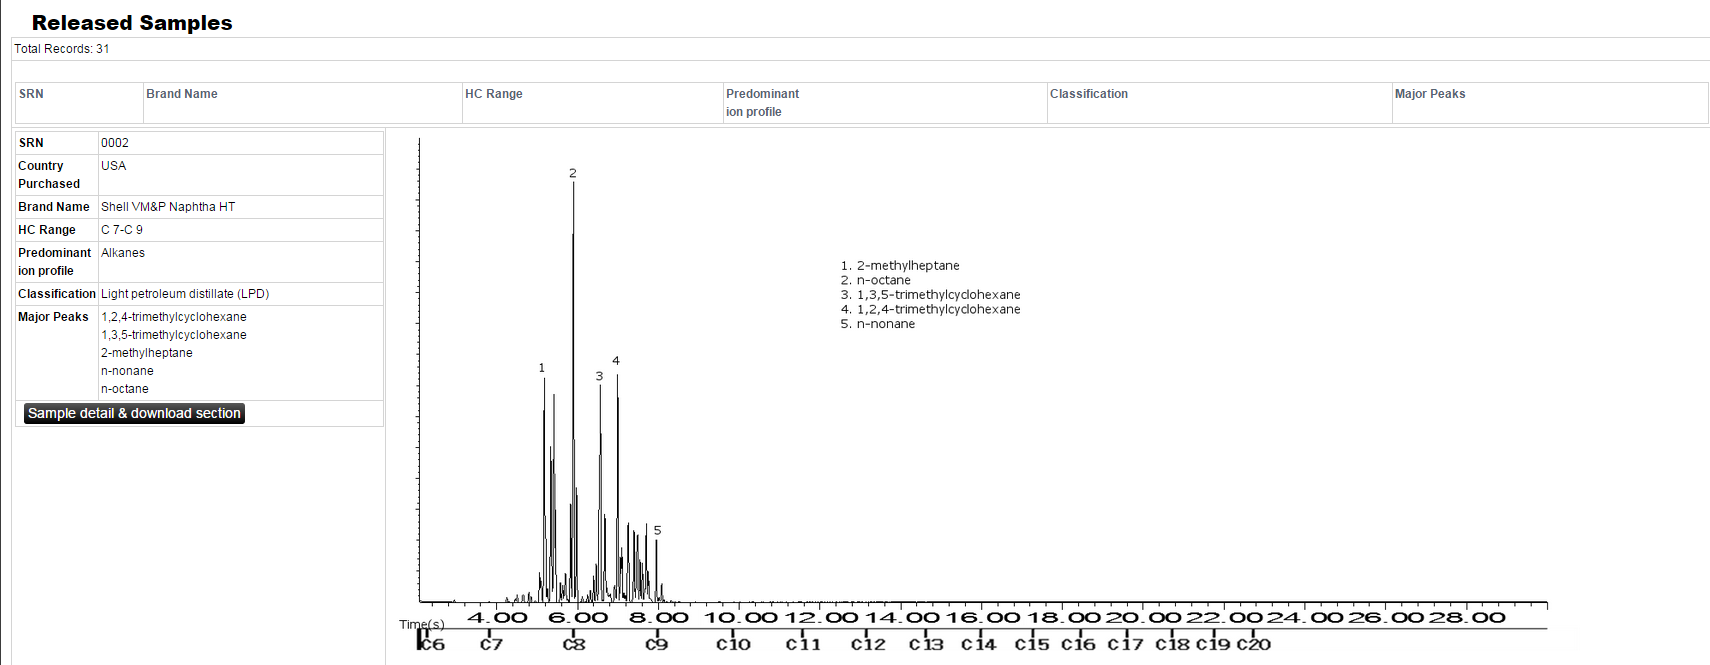 Released Samples
Total Records: 31
SRN Brand Name HC Range Predominant ion profile Classification Major Peaks
SRN 0002
Country Purchased USA
Brand Name Shell VM&P Naphtha HT
HC Range C 7-C 9
Predominant ion profile Alkanes
Classification Light petroleum distillate (LPD)
Major Peaks 1,2,4-trimethylcyclohexane
1,3,5-trimethylcyclohexane
2-methylheptane
n-nonane
n-octane
Sample detail & download section
2
1
3
4
5
1. 2-methylheptane
2. n-octane
3. 1,3,5-trimethylcyclohexane
4. 1,2,4-trimethylcyclohexane
5. n-nonane
4.00 6.00 8.00 10.00 12.00 14.00 16.00 18.00 20.00 22.00 24.00 26.00 28.00
Time(s)
C6 C7 C8 C9 C10 C11 C12 C13 C14 C15 C16 C17 C18 C19 C20